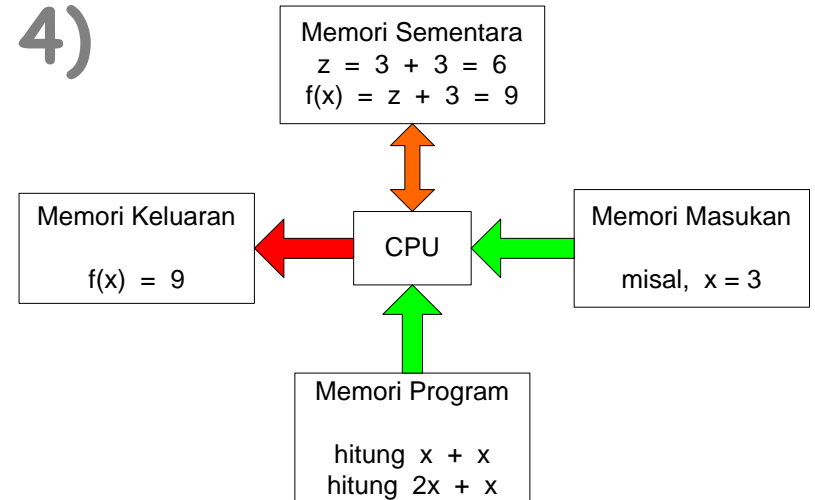 4)
Memori Sementara
z = 3 + 3 = 6
f(x) = z + 3 = 9
Memori Keluaran
f(x) = 9
CPU
Memori Masukan
misal, x = 3
Memori Program
hitung x + x
hitung 2x + x